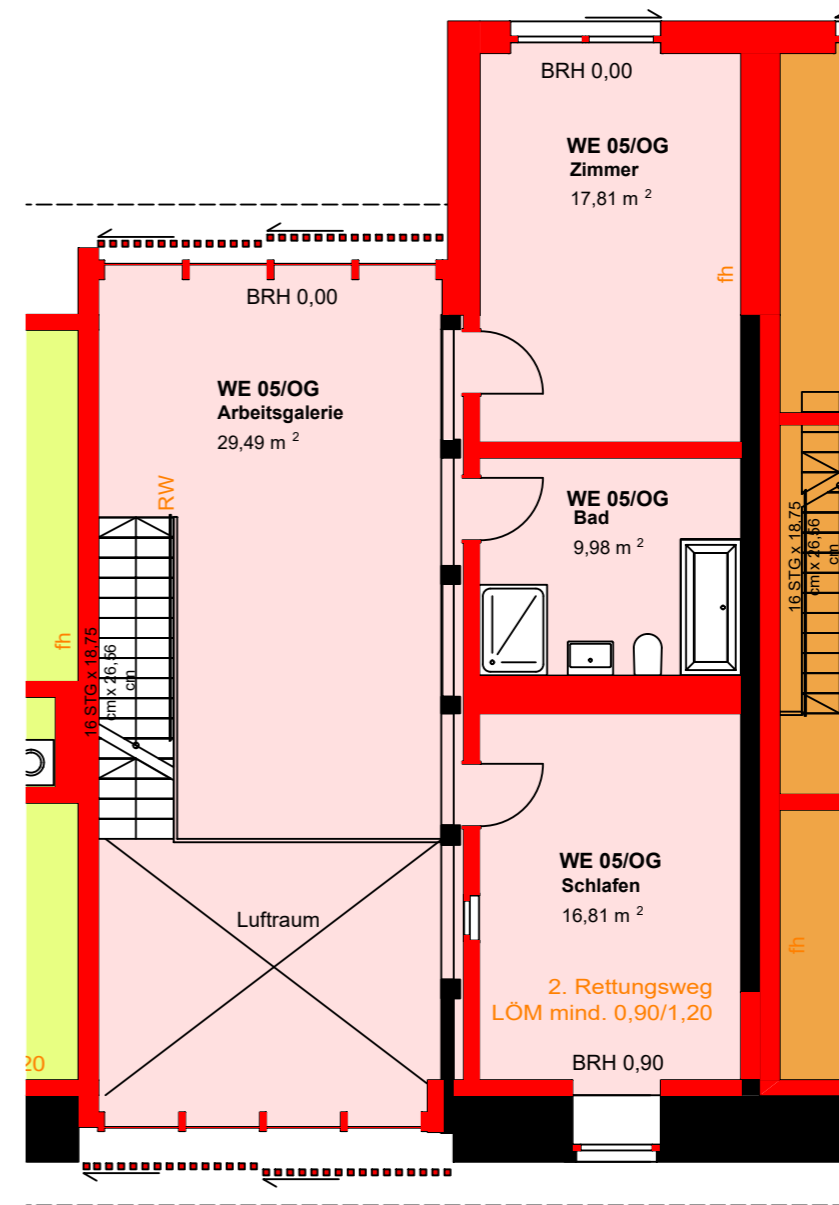 BRH 0,00
WE 05/OG
Zimmer
17,81 m 2
fh
BRH 0,00
WE 05/OG
Arbeitsgalerie
29,49 m 2
RW
WE 05/OG
Bad
9,98 m 2
16 STG x 18,75
cm x 26,56
cm
fh
16 STG x 18,75
cm x 26,56
cm
WE 05/OG
Schlafen
16,81 m 2
Luftraum
fh
2. Rettungsweg
LÖM mind. 0,90/1,20
20
BRH 0,90